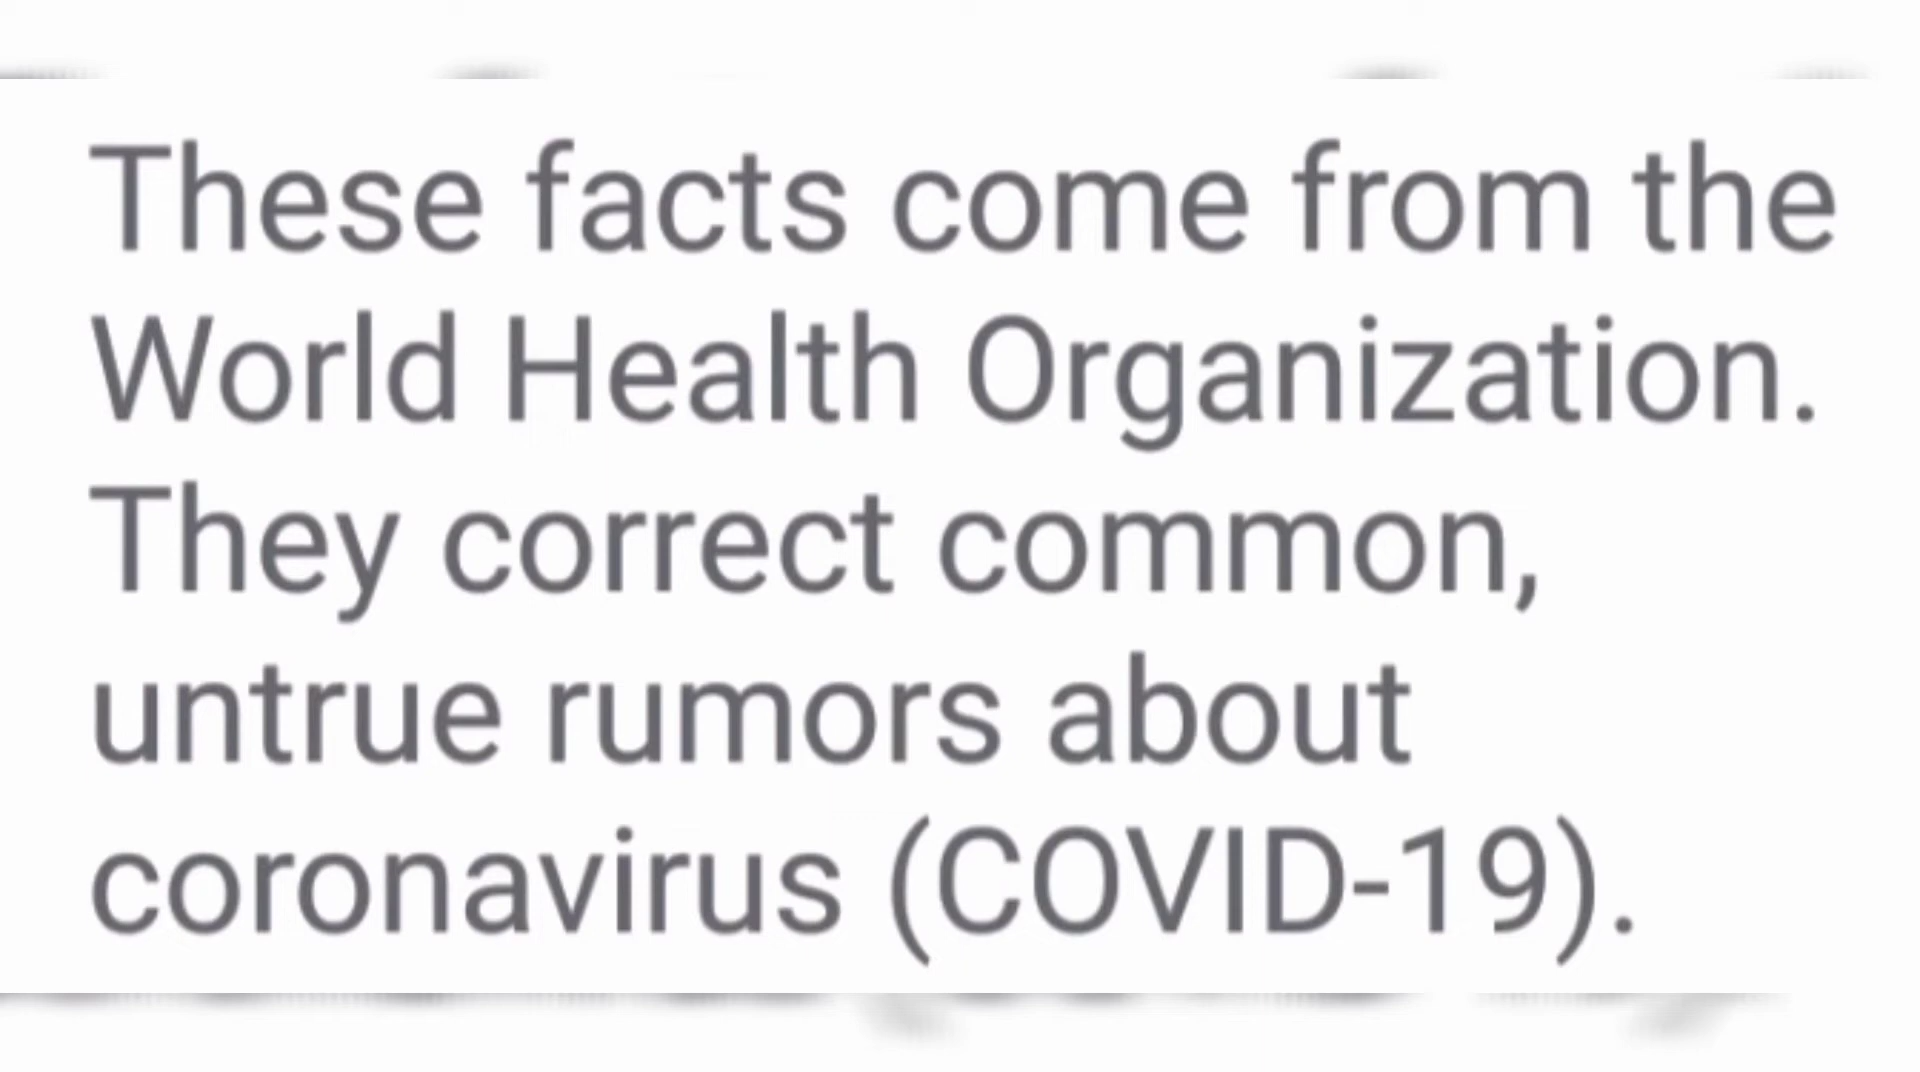 These facts come from the
World Health Organization.
They correct common,
untrue rumors about
coronavirus (COVID-19).